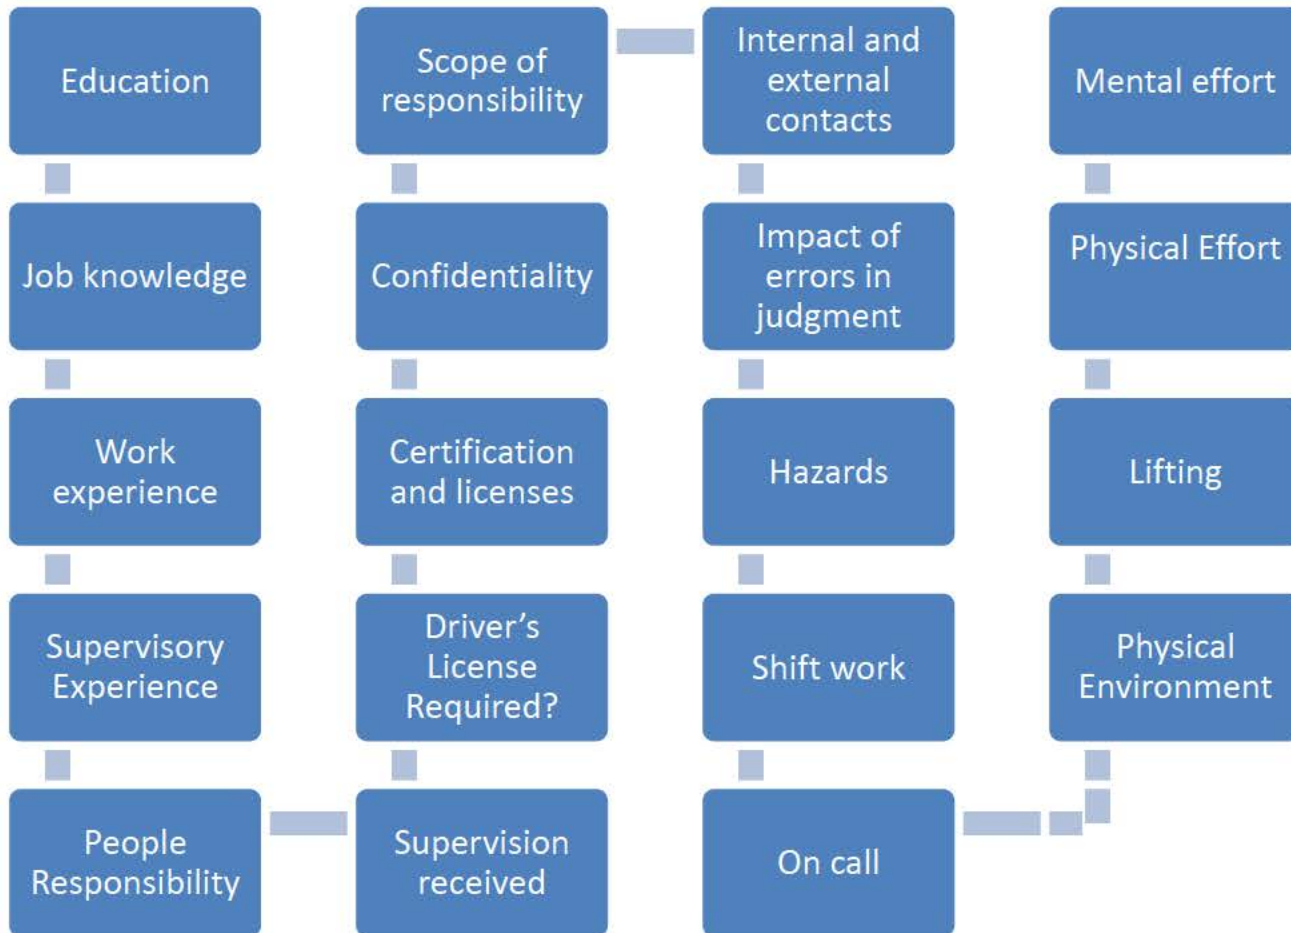 Education
Job knowledge
Work
experience
Supervisory
Experience
People
Responsibility
Supervision
received
Driver’s
License
Required?
Certification
and licenses
Confidentiality
Scope of
responsibility
Internal and
external
contacts
Impact of
errors in
judgment
Hazards
Shift work
On call
Physical
Environment
Lifting
Physical Effort
Mental effort